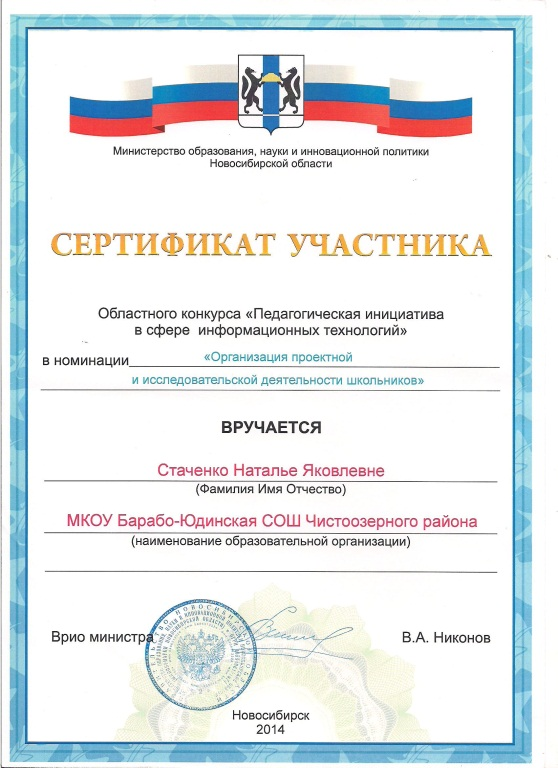 Министерство образования, науки и инновационной политики
Новосибирской области
СЕРТИФИКАТ УЧАСТНИКА
Областного конкурса «Педагогическая инициатива
в сфере информационных технологий»
в номинации «Организация проектной
и исследовательской деятельности школьников»
ВРУЧАЕТСЯ
Стаченко Наталье Яковлевне
(Фамилия Имя Отчество)
МКОУ Барабо-Юдинская СОШ Чистоозерного района
(наименование образовательной организации)
Врио министра В.А. Никонов
Новосибирск
2014